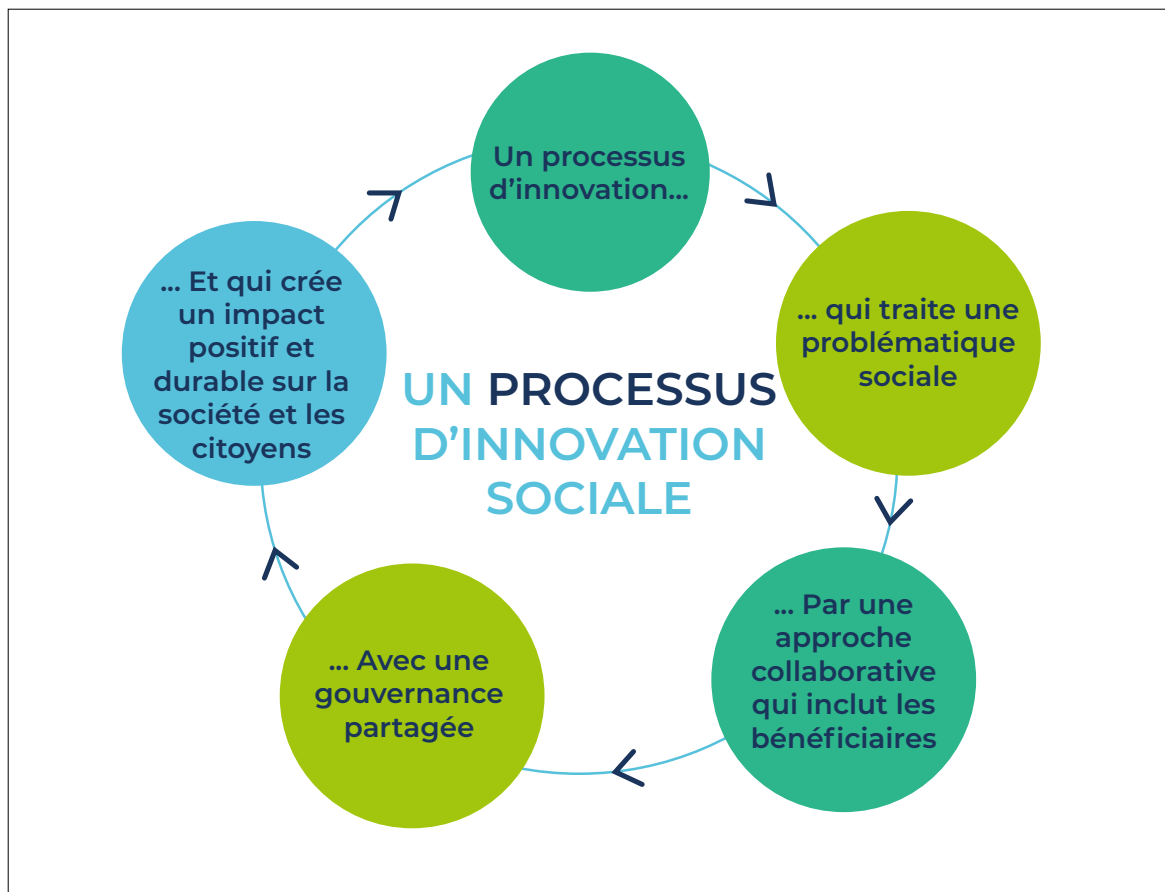 Un processus
d’innovation...
... qui traite une
problématique
sociale
... Par une
approche
collaborative
qui inclut les
bénéficiaires
... Avec une
gouvernance
partagée
... Et qui crée
un impact
positif et
durable sur la
société et les
citoyens
UN PROCESSUS
D’INNOVATION
SOCIALE